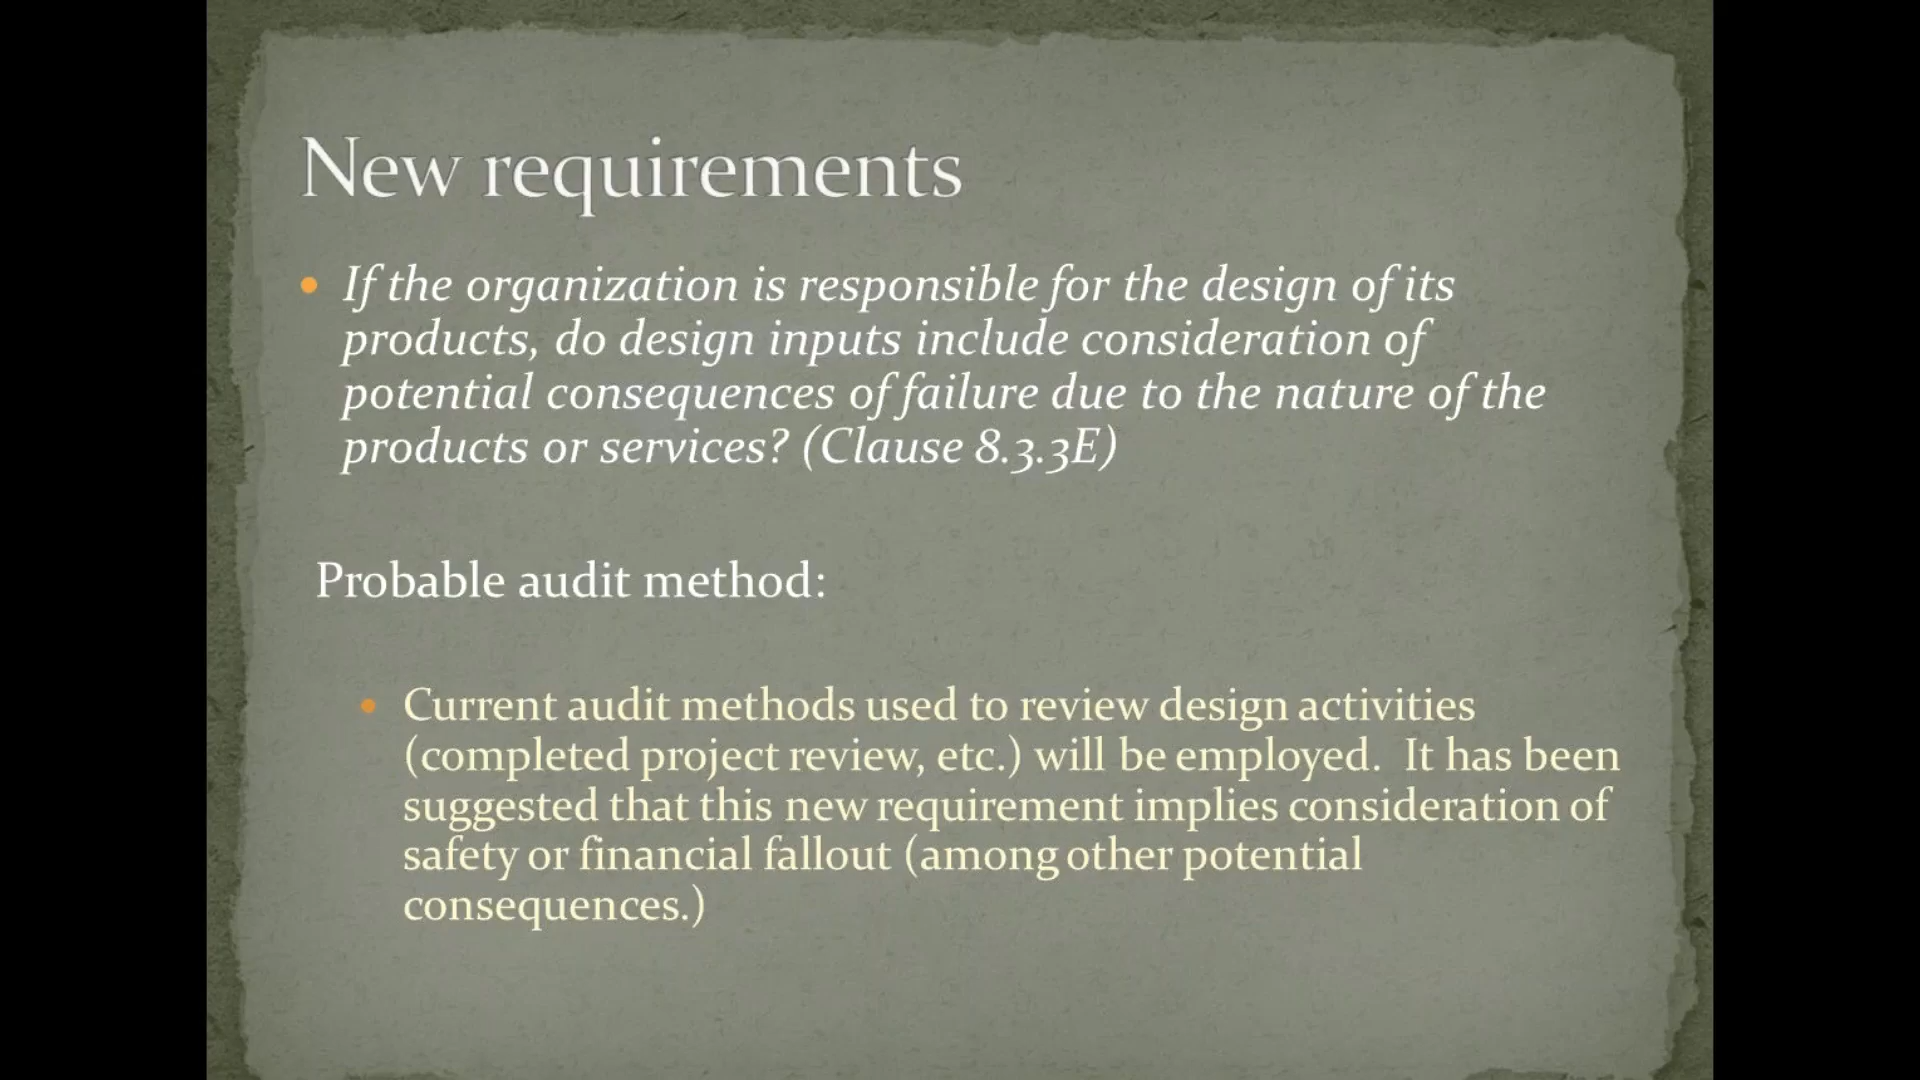 New requirements
If the organization is responsible for the design of its
products, do design inputs include consideration of
potential consequences of failure due to the nature of the
products or services? (Clause 8.3.3E)
Probable audit method:
Current audit methods used to review design activities
(completed project review, etc.) will be employed.  It has been
suggested that this new requirement implies consideration of
safety or financial fallout (among other potential
consequences.)